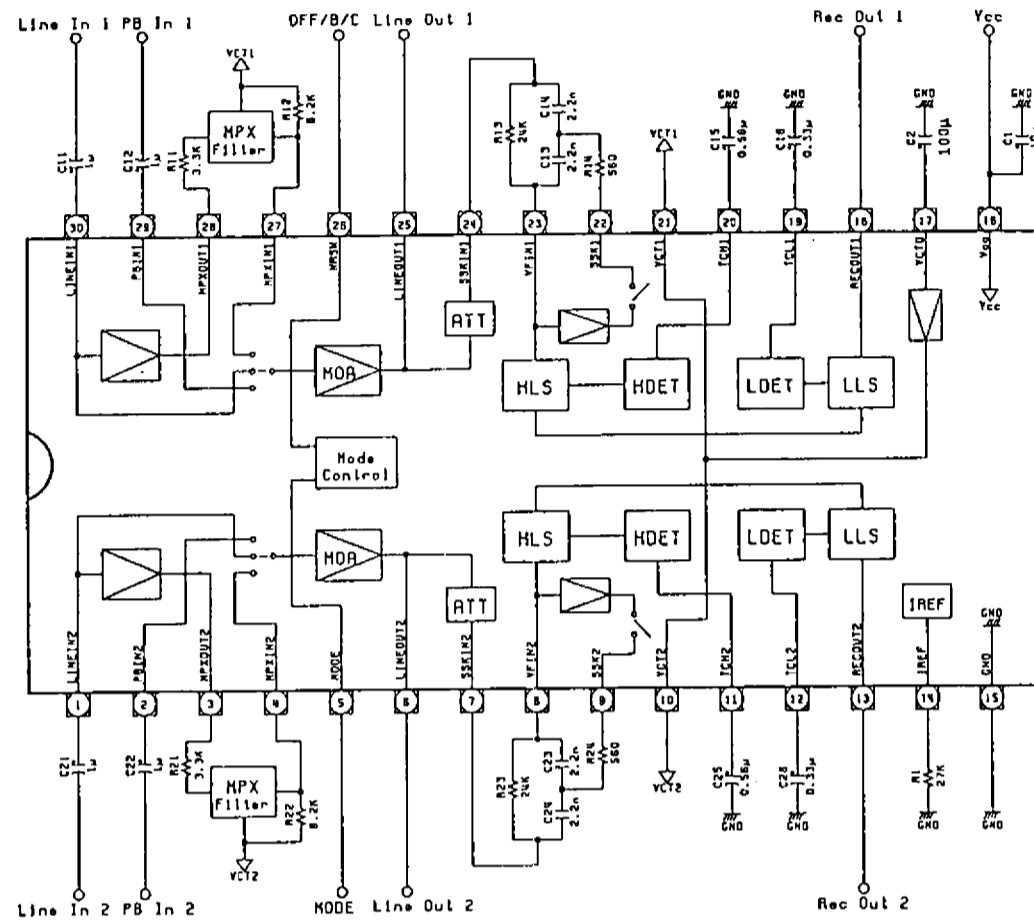 Line In 1 PB In 1
OFF/B/C Line Out 1
Rec Out 1
Vcc
VCT1
R12
8.2K
MPX
Filter
R11
3.3K
C11
1μ
C12
1μ
R13
24K
C14
2.2n
C13
2.2n
R14
560
VCT1
GND
C15
0.56μ
GND
C16
0.33μ
GND
C2
100μ
GND
C1
30 29 28 27 26 25 24 23 22 21 20 19 18 17 16
LINEIN1
PBIN1
MPXOUT1
MPXIN1
LINEOUT1
SSKIN1
VFIN1
SSK1
VCT1
TCH1
TCL1
RECOUT1
Vcc
ATT
MOA
HLS
HDET
LDET
LLS
Mode
Control
MOA
HLS
HDET
LDET
LLS
ATT
IREF
GND
LINEIN2
PBIN2
MPXOUT2
MPXIN2
MODE
LINEOUT2
SSKIN2
VFIN2
SSK2
VCT2
TCH2
TCL2
RECOUT2
IREF
GND
1 2 3 4 5 6 7 8 9 10 11 12 13 14 15
C21
1μ
C22
1μ
R21
3.3K
MPX
Filter
R22
8.2K
VCT2
R23
24K
C23
2.2n
C24
2.2n
R24
560
VCT2
C25
0.56μ
GND
C26
0.33μ
GND
R1
27K
GND
GND
Line In 2 PB In 2
MODE Line Out 2
Rec Out 2